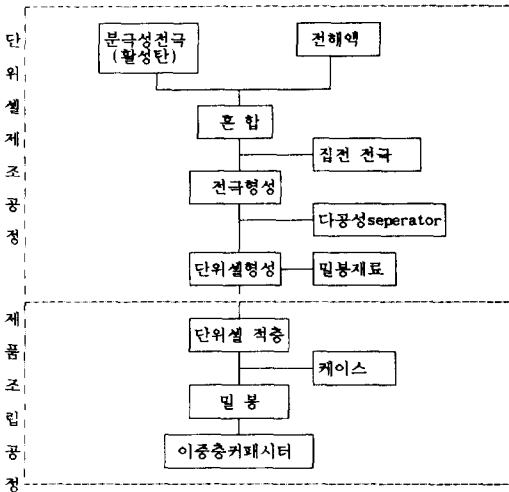 단위셀제조공정
분극성전극
(활성탄)
전해액
혼 합
집전 전극
전극형성
다공성seperator
단위셀형성
밀봉재료
제품조립공정
단위셀 적층
케이스
밀 봉
이중층커패시터